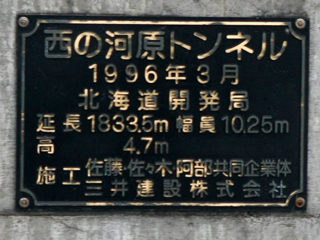 西の河原トンネル
1996年3月
北海道開発局
延長1833.5m 幅員10.25m
高 4.7m
施工 佐藤・佐々木・阿部共同企業体
三井建設株式会社